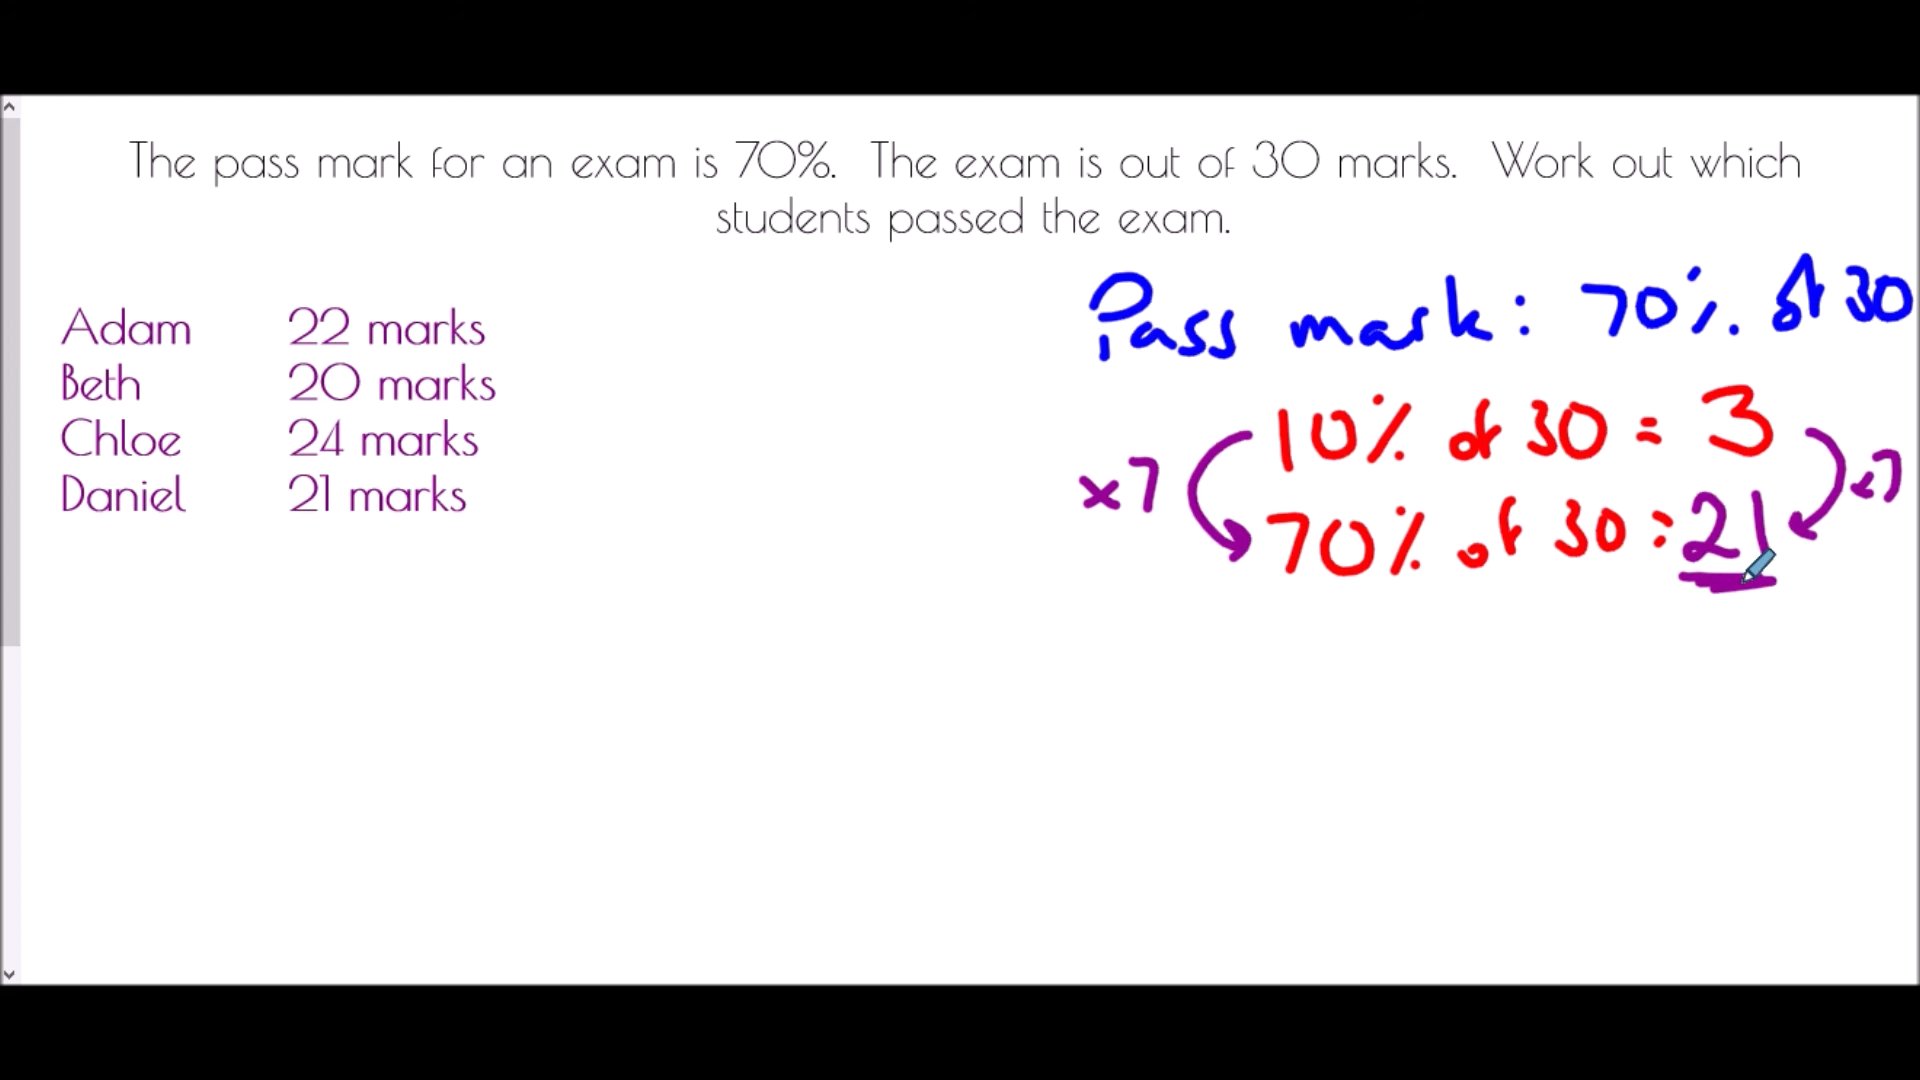 The pass mark for an exam is 70%. The exam is out of 30 marks. Work out which
students passed the exam.
Adam 22 marks
Beth 20 marks
Chloe 24 marks
Daniel 21 marks
Pass mark: 70% of 30
10% of 30 = 3
x7 x7
70% of 30 = 21